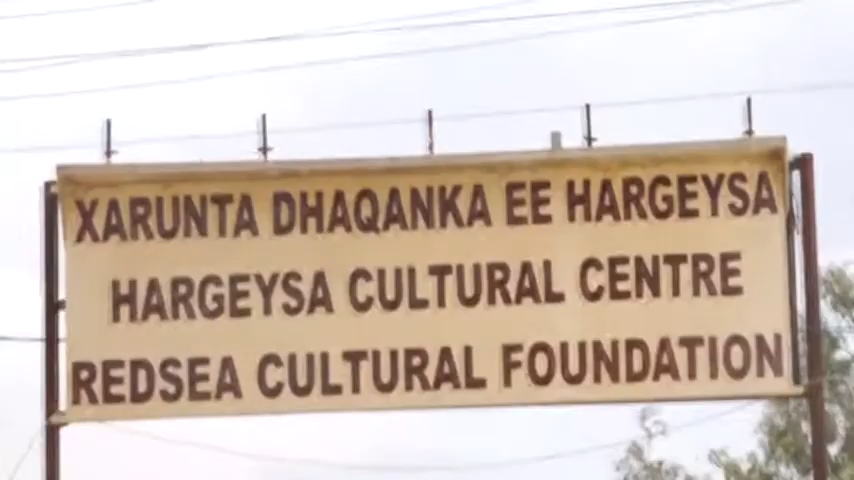 XARUNTA DHAQANKA EE HARGEYSA
HARGEYSA CULTURAL CENTRE
REDSEA CULTURAL FOUNDATION